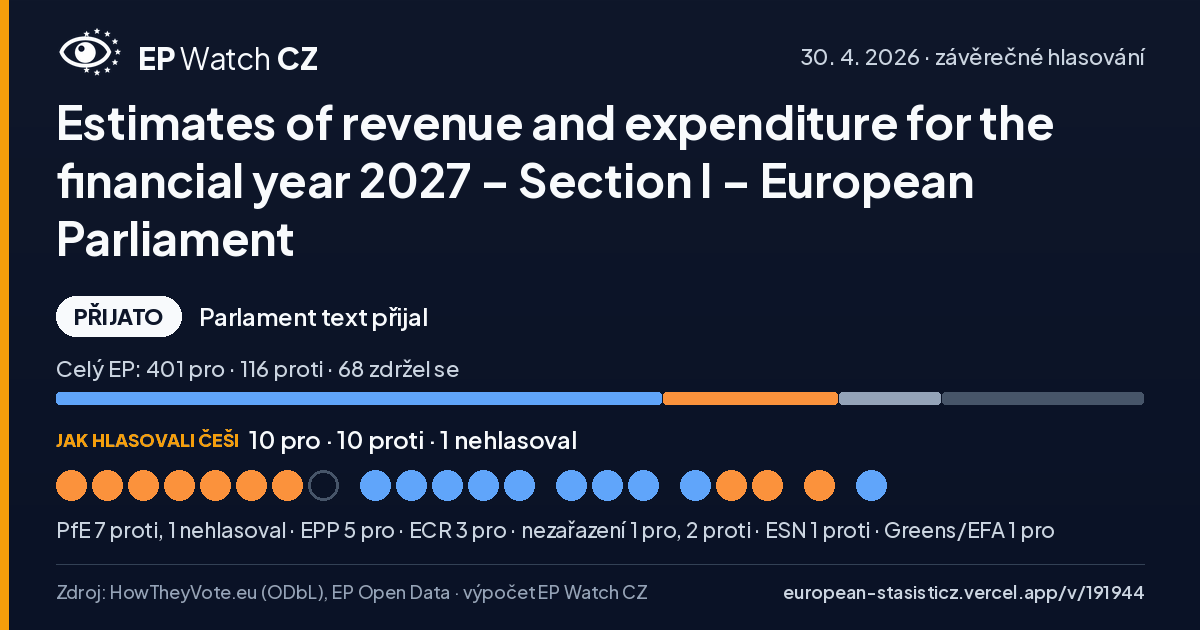 EP Watch CZ
30. 4. 2026 · závěrečné hlasování
Estimates of revenue and expenditure for the
financial year 2027 – Section I – European
Parliament
PŘIJATO Parlament text přijal
Celý EP: 401 pro · 116 proti · 68 zdržel se
JAK HLASOVALI ČEŠI 10 pro · 10 proti · 1 nehlasoval
PfE 7 proti, 1 nehlasoval · EPP 5 pro · ECR 3 pro · nezařazení 1 pro, 2 proti · ESN 1 proti · Greens/EFA 1 pro
Zdroj: HowTheyVote.eu (ODbL), EP Open Data · výpočet EP Watch CZ
european-stasisticz.vercel.app/v/191944